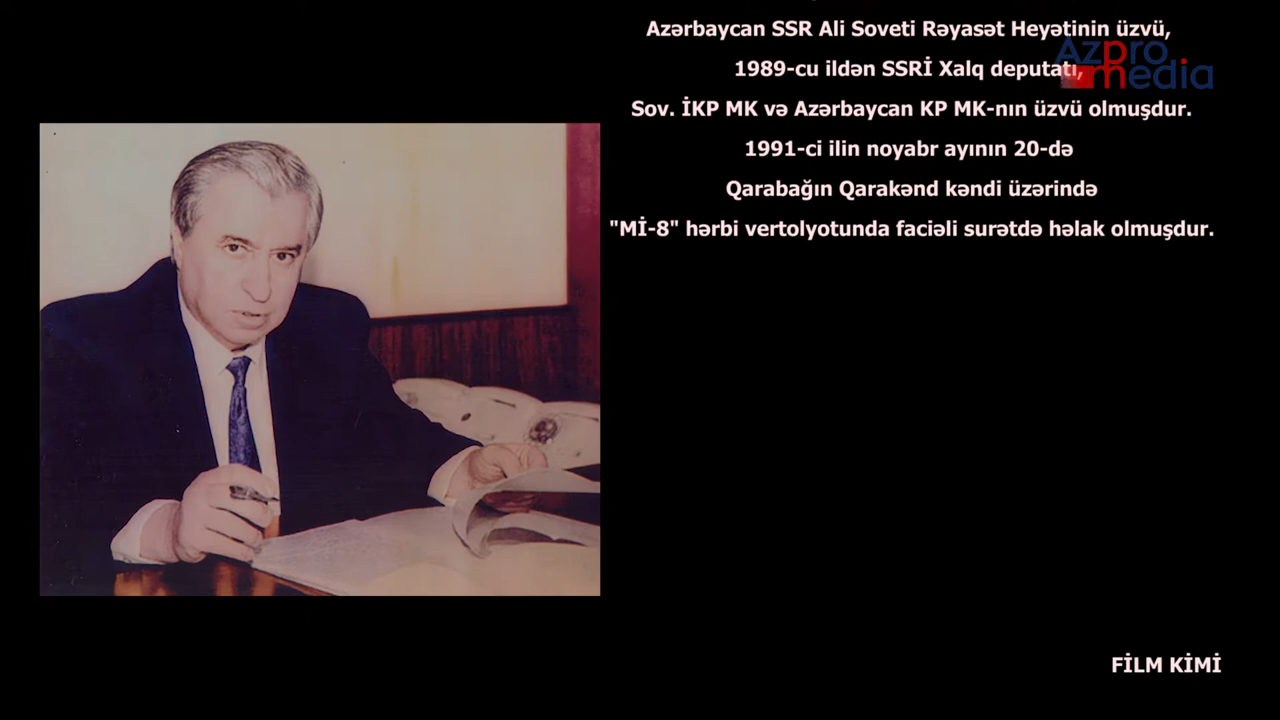 Azərbaycan SSR Ali Soveti Rəyasət Heyətinin üzvü,
1989-cu ildən SSRİ Xalq deputatı,
Azpro
media
Sov. İKP MK və Azərbaycan KP MK-nın üzvü olmuşdur.
1991-ci ilin noyabr ayının 20-də
Qarabağın Qarakənd kəndi üzərində
"Mİ-8" hərbi vertolyotunda faciəli surətdə həlak olmuşdur.
FİLM KİMİ